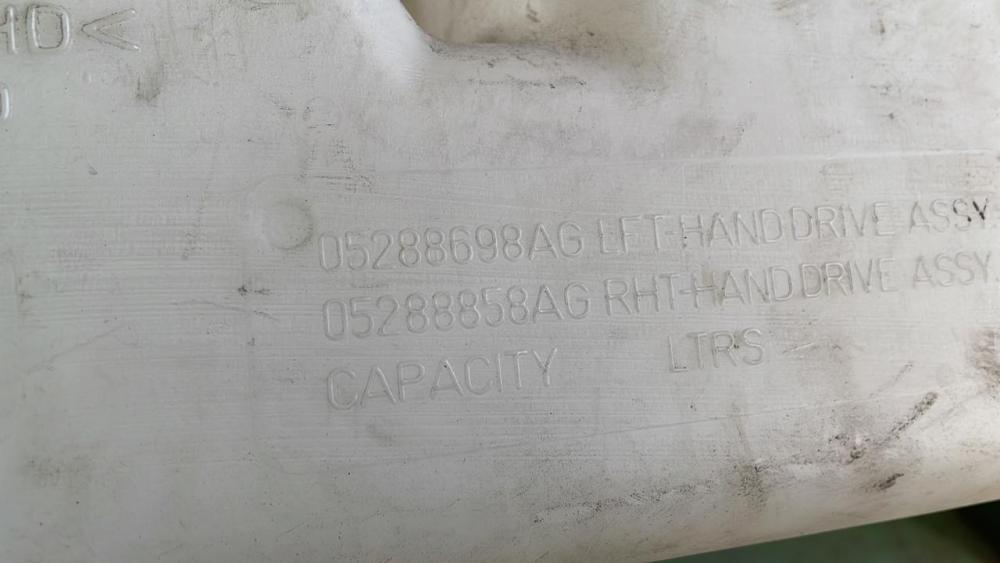 05288698AG LFT-HAND DRIVE ASSY.
05288858AG RHT-HAND DRIVE ASSY.
CAPACITY LTRS